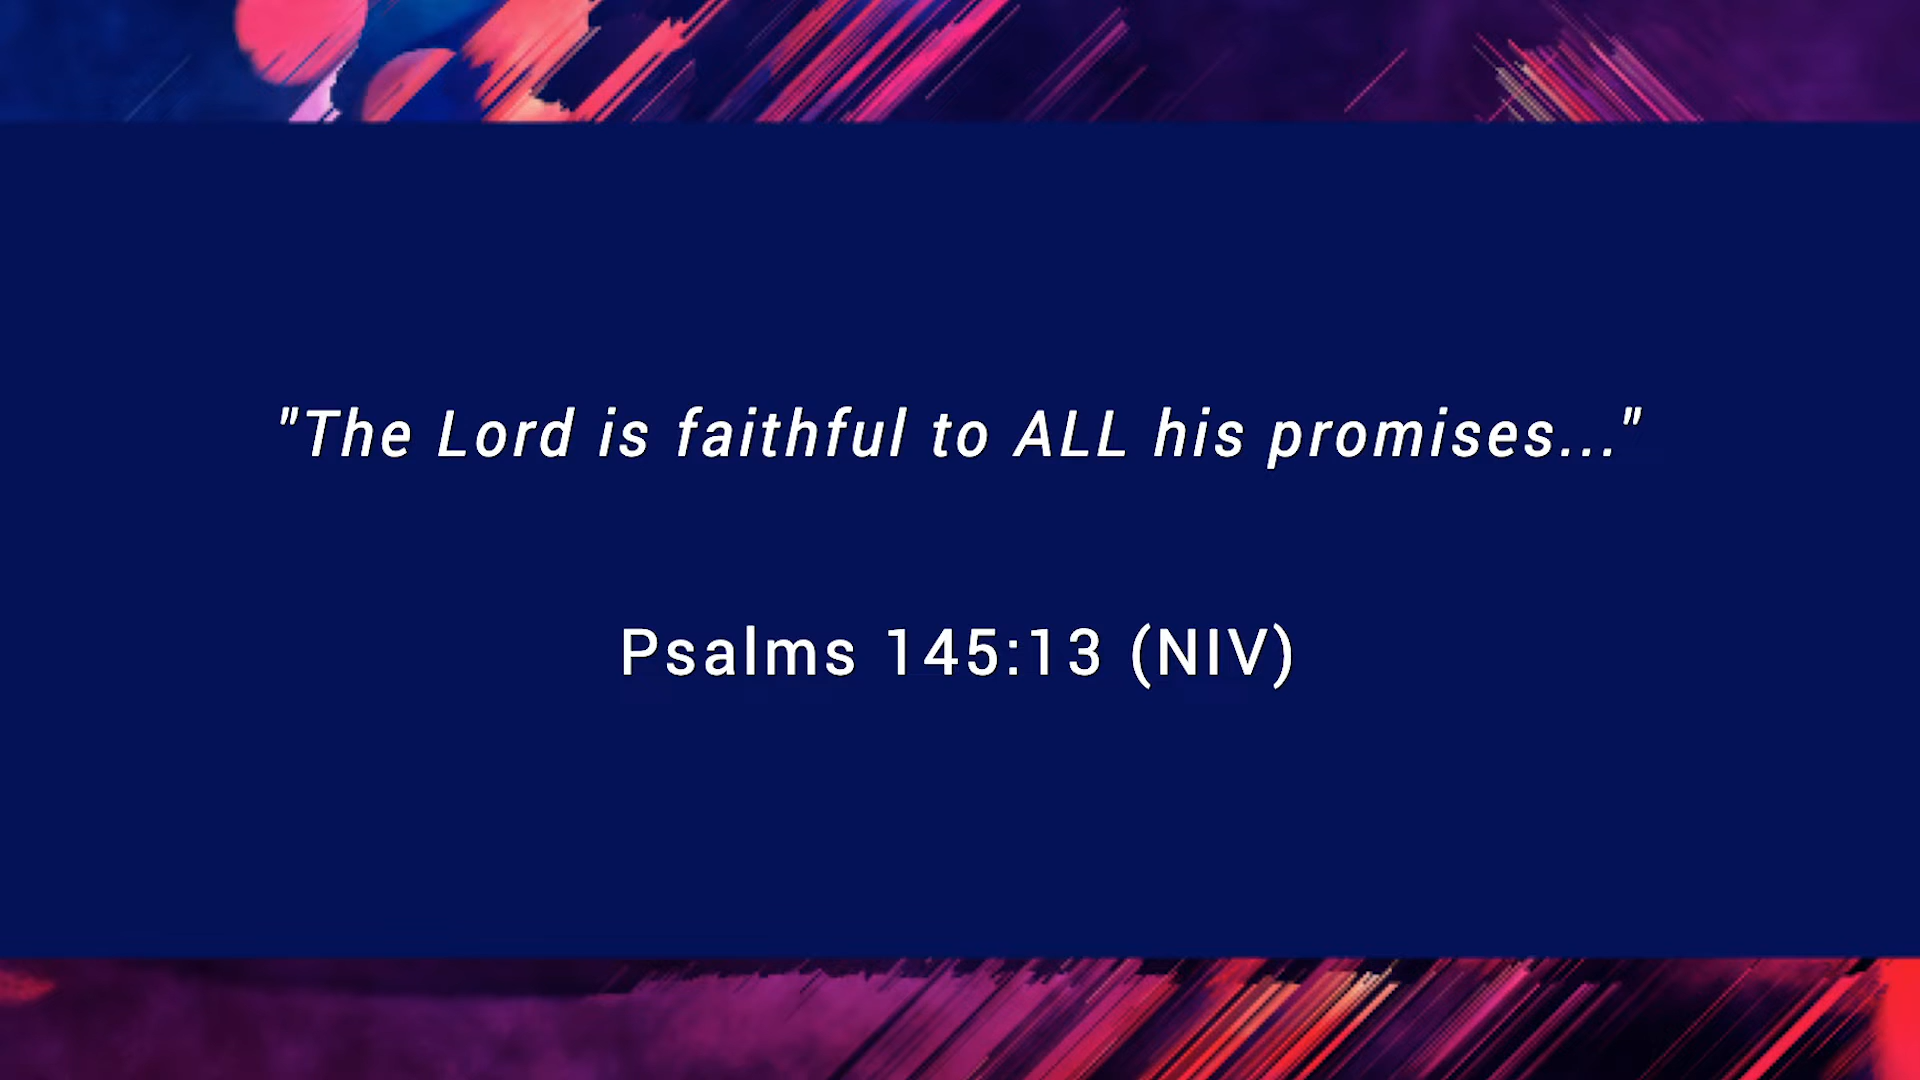 "The Lord is faithful to ALL his promises..."
Psalms 145:13 (NIV)